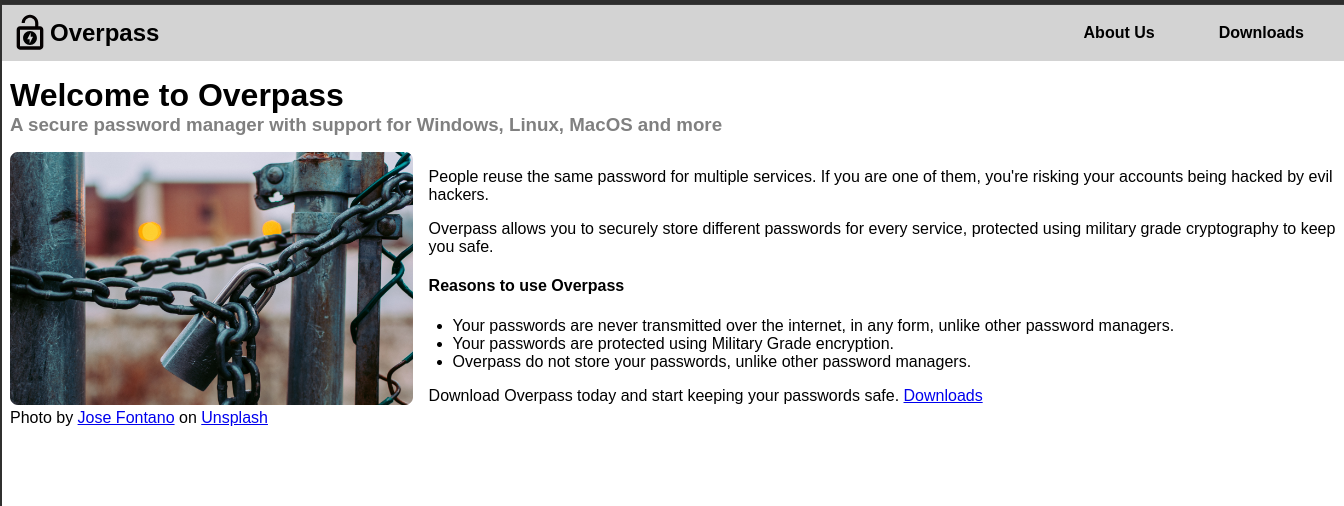 Overpass
About Us
Downloads
Welcome to Overpass
A secure password manager with support for Windows, Linux, MacOS and more
People reuse the same password for multiple services. If you are one of them, you're risking your accounts being hacked by evil
hackers.
Overpass allows you to securely store different passwords for every service, protected using military grade cryptography to keep
you safe.
Reasons to use Overpass
Your passwords are never transmitted over the internet, in any form, unlike other password managers.
Your passwords are protected using Military Grade encryption.
Overpass do not store your passwords, unlike other password managers.
Download Overpass today and start keeping your passwords safe. Downloads
Photo by Jose Fontano on Unsplash